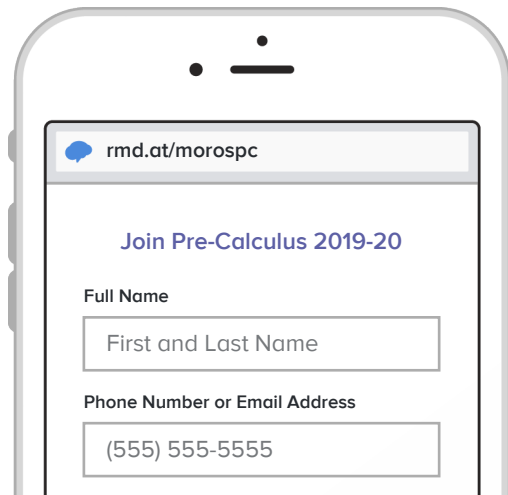 rmd.at/morospc
Join Pre-Calculus 2019-20
Full Name
First and Last Name
Phone Number or Email Address
(555) 555-5555